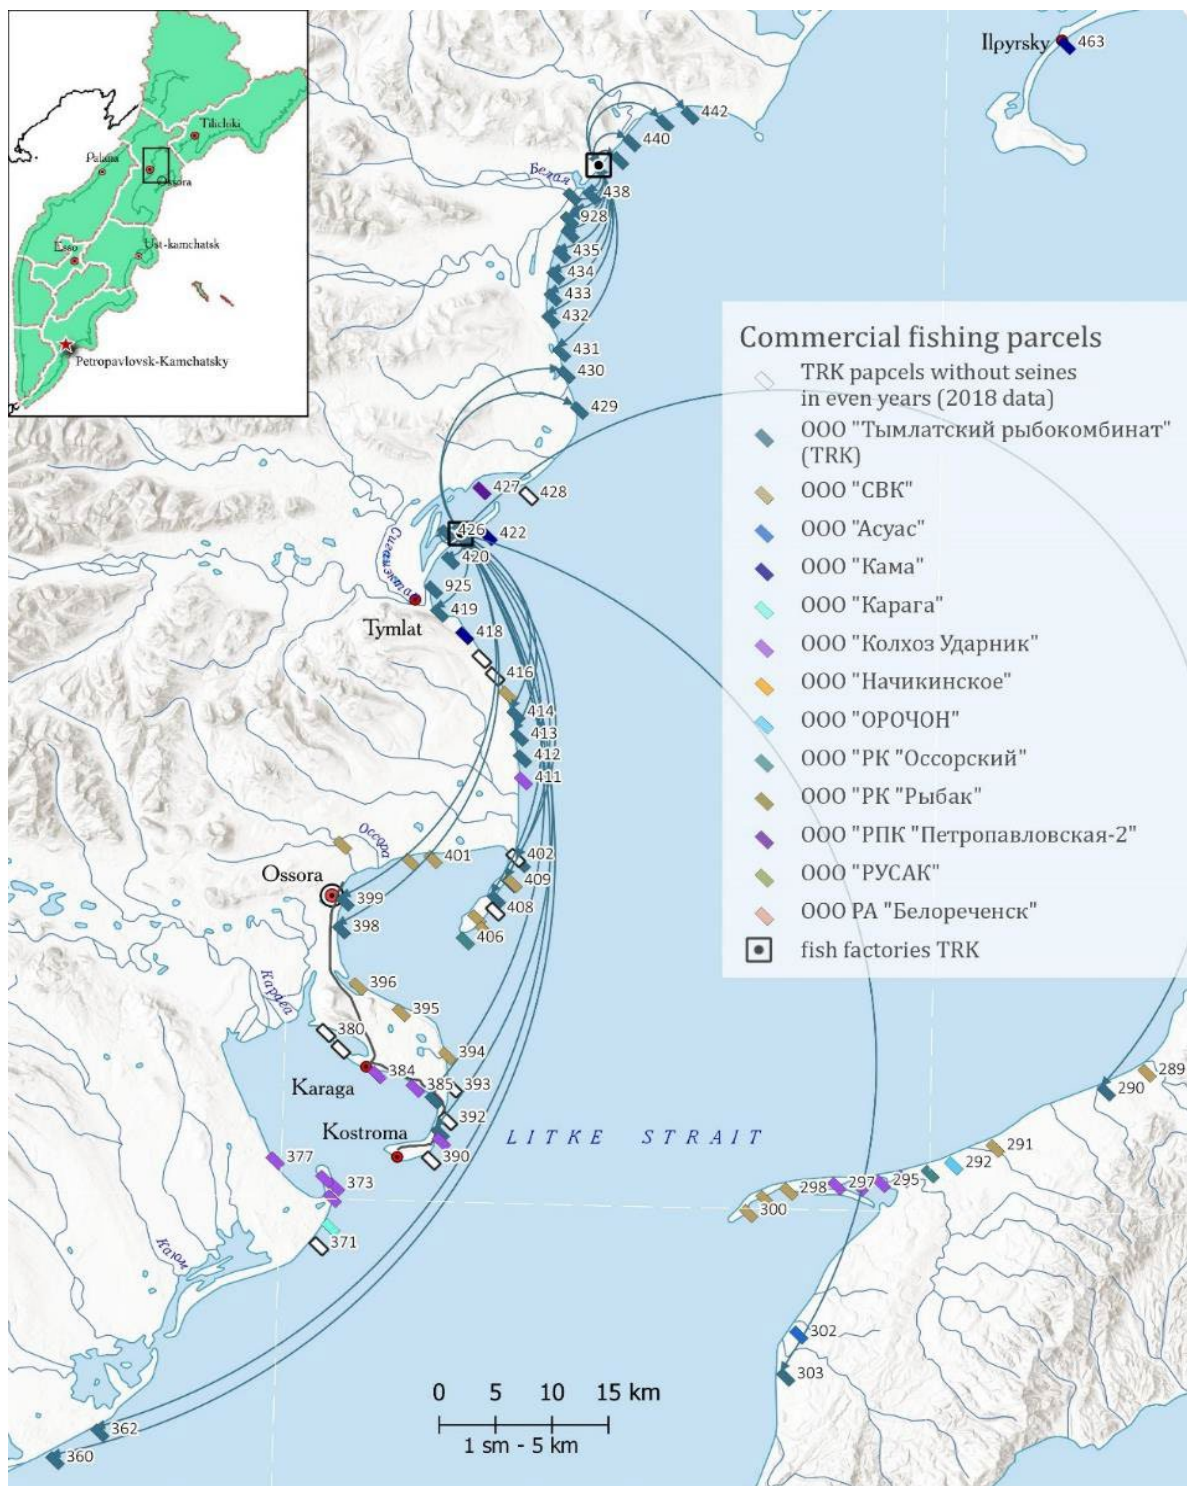 Tilichiki
Palana
Ossora
Esso
Ust-kamchatsk
Petropavlovsk-Kamchatsky
Ilpyrsky
463
442
440
Белая
438
928
435
434
433
432
431
430
429
Commercial fishing parcels
TRK papcels without seines
in even years (2018 data)
ООО "Тымлатский рыбокомбинат"
(TRK)
ООО "СВК"
ООО "Асуас"
ООО "Кама"
ООО "Карага"
ООО "Колхоз Ударник"
ООО "Начикинское"
ООО "ОРОЧОН"
ООО "РК "Оссорский"
ООО "РК "Рыбак"
ООО "РПК "Петропавловская-2"
ООО "РУСАК"
ООО РА "Белореченск"
fish factories TRK
427
428
426
422
420
925
419
Tymlat
418
416
414
413
412
411
Оссора
401
402
Ossora
409
399
408
398
406
Карага
396
395
380
394
384
385
393
Karaga
392
Kostroma
390
LITKE STRAIT
289
290
291
292
295
297
298
300
377
373
371
Каюм
302
303
362
360
0 5 10 15 km
1 sm - 5 km